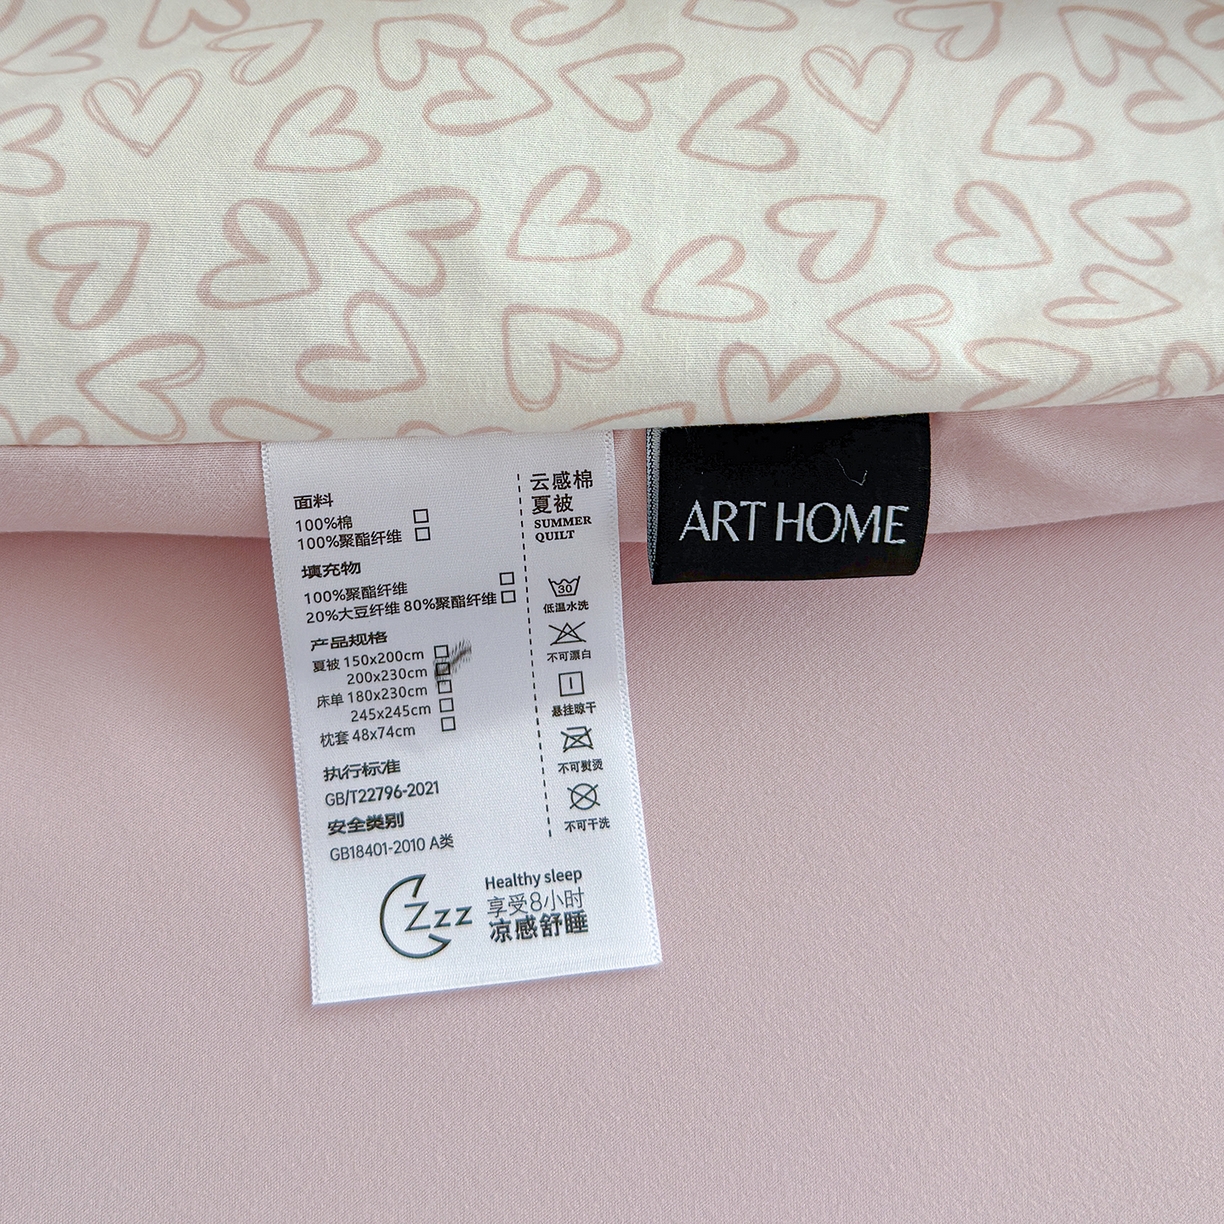 面料
100%棉
100%聚酯纤维
填充物
100%聚酯纤维
20%大豆纤维 80%聚酯纤维
产品规格
夏被 150x200cm
200x230cm
床单 180x230cm
245x245cm
枕套 48x74cm
执行标准
GB/T22796-2021
安全类别
GB18401-2010 A类
云感棉
夏被
SUMMER
QUILT
30
低温水洗
不可漂白
悬挂晾干
不可熨烫
不可干洗
Zzz
Healthy sleep
享受8小时
凉感舒睡
ART HOME